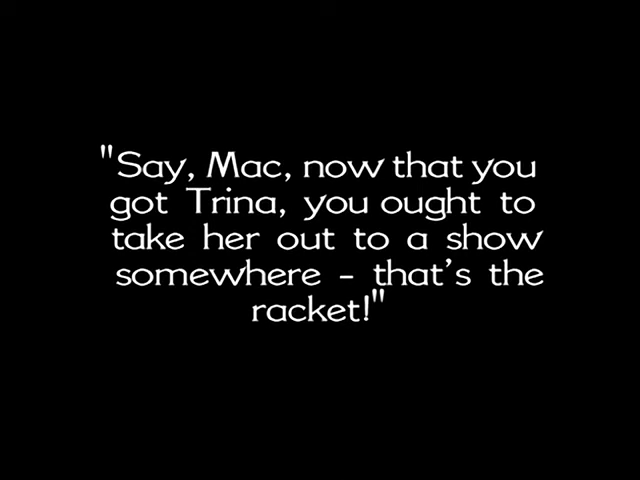 "Say, Mac, now that you
got Trina, you ought to
take her out to a show
somewhere - that's the
racket!"